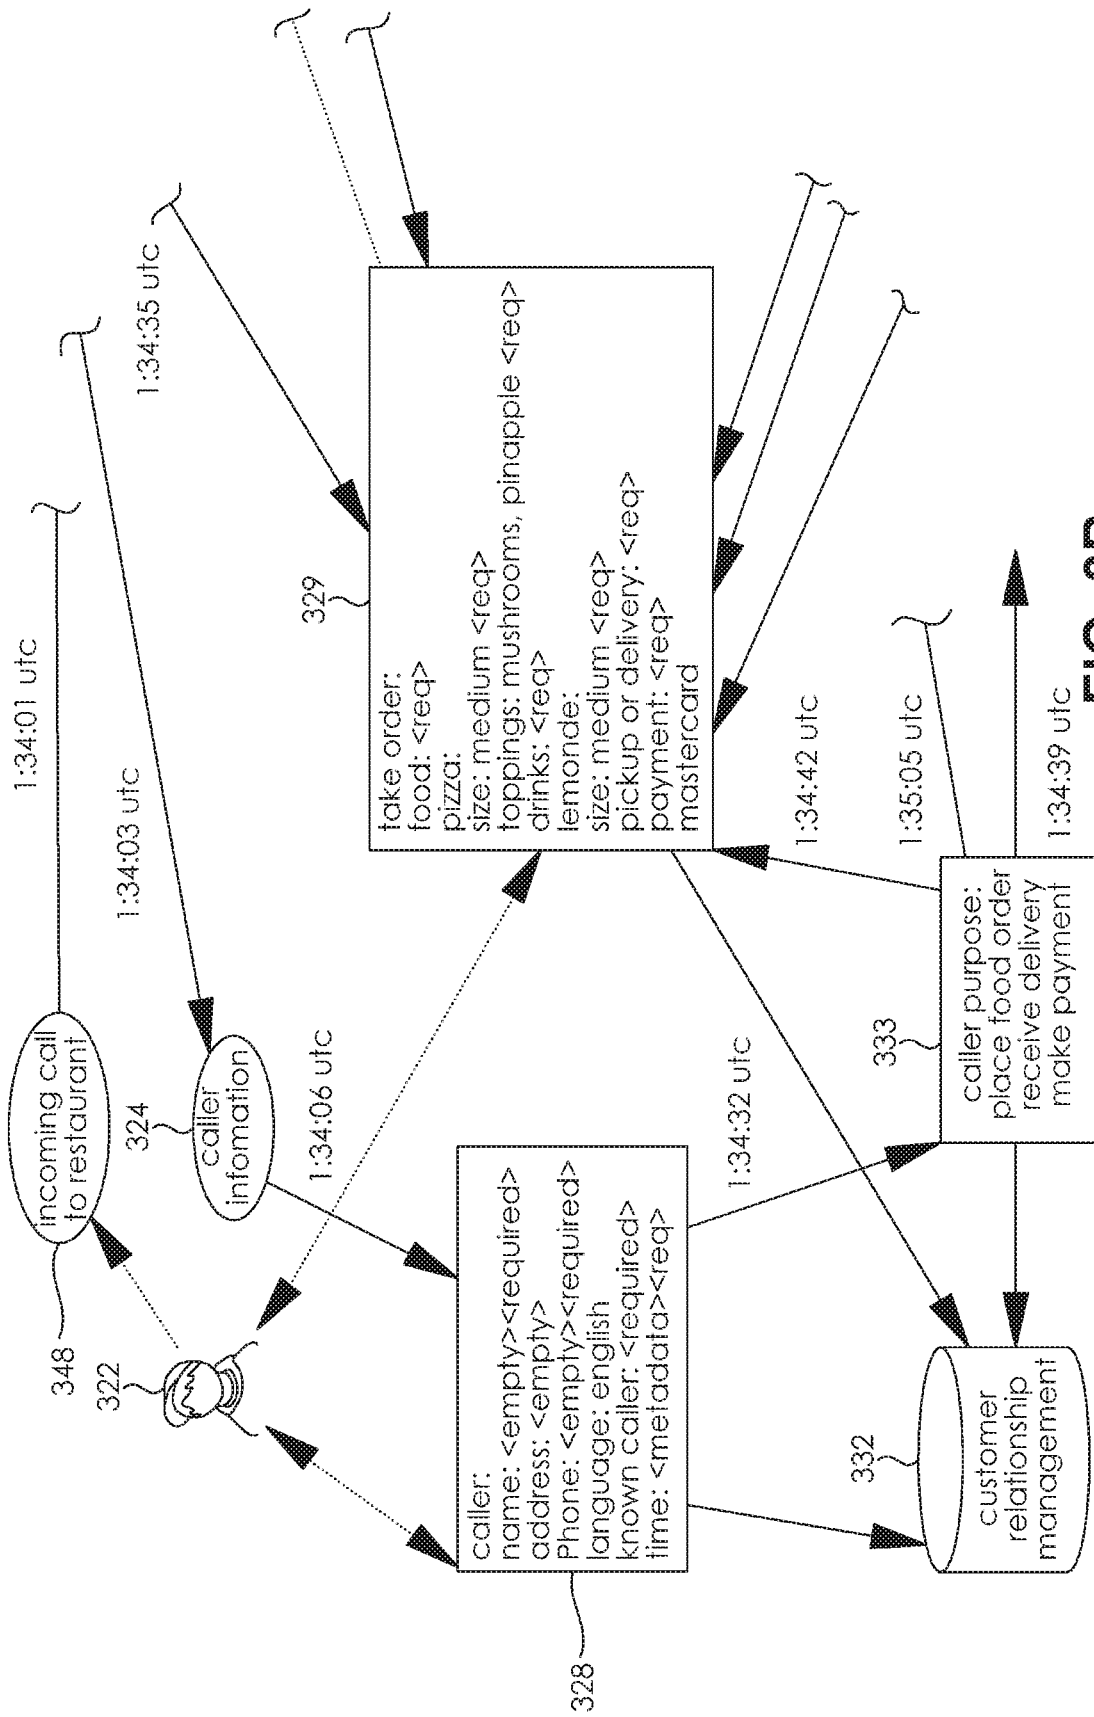 348
incoming call
to restaurant
1:34:01 utc
322
324
caller
infomation
1:34:03 utc
1:34:06 utc
1:34:35 utc
328
caller:
name: <empty><required>
address: <empty>
Phone: <empty><required>
language: english
known caller: <required>
time: <metadata><req>
329
take order:
food: <req>
pizza:
size: medium <req>
toppings: mushrooms, pinapple <req>
drinks: <req>
lemonde:
size: medium <req>
pickup or delivery: <req>
payment: <req>
mastercard
1:34:32 utc
1:34:42 utc
1:35:05 utc
1:34:39 utc
332
customer
relationship
management
333
caller purpose:
place food order
receive delivery
make payment
FIG.